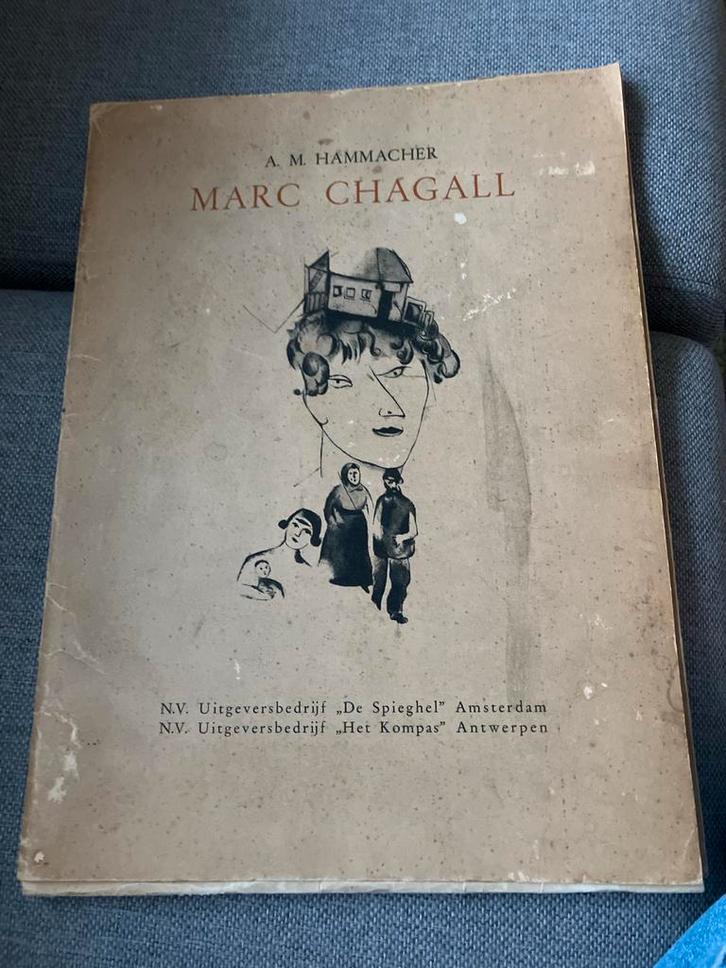 A. M. HAMMACHER
MARC CHAGALL
N.V. Uitgeversbedrijf „De Spieghel” Amsterdam
N.V. Uitgeversbedrijf „Het Kompas” Antwerpen